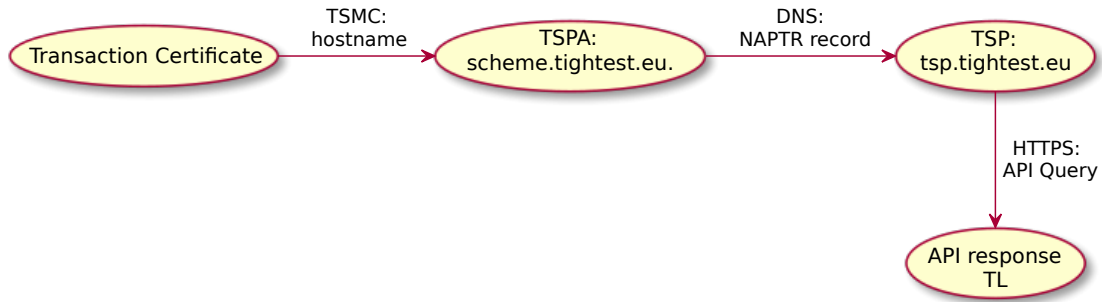 TSMC:
hostname
DNS:
NAPTR record
Transaction Certificate
TSPA:
scheme.tightest.eu.
TSP:
tsp.tightest.eu
HTTPS:
API Query
API response
TL